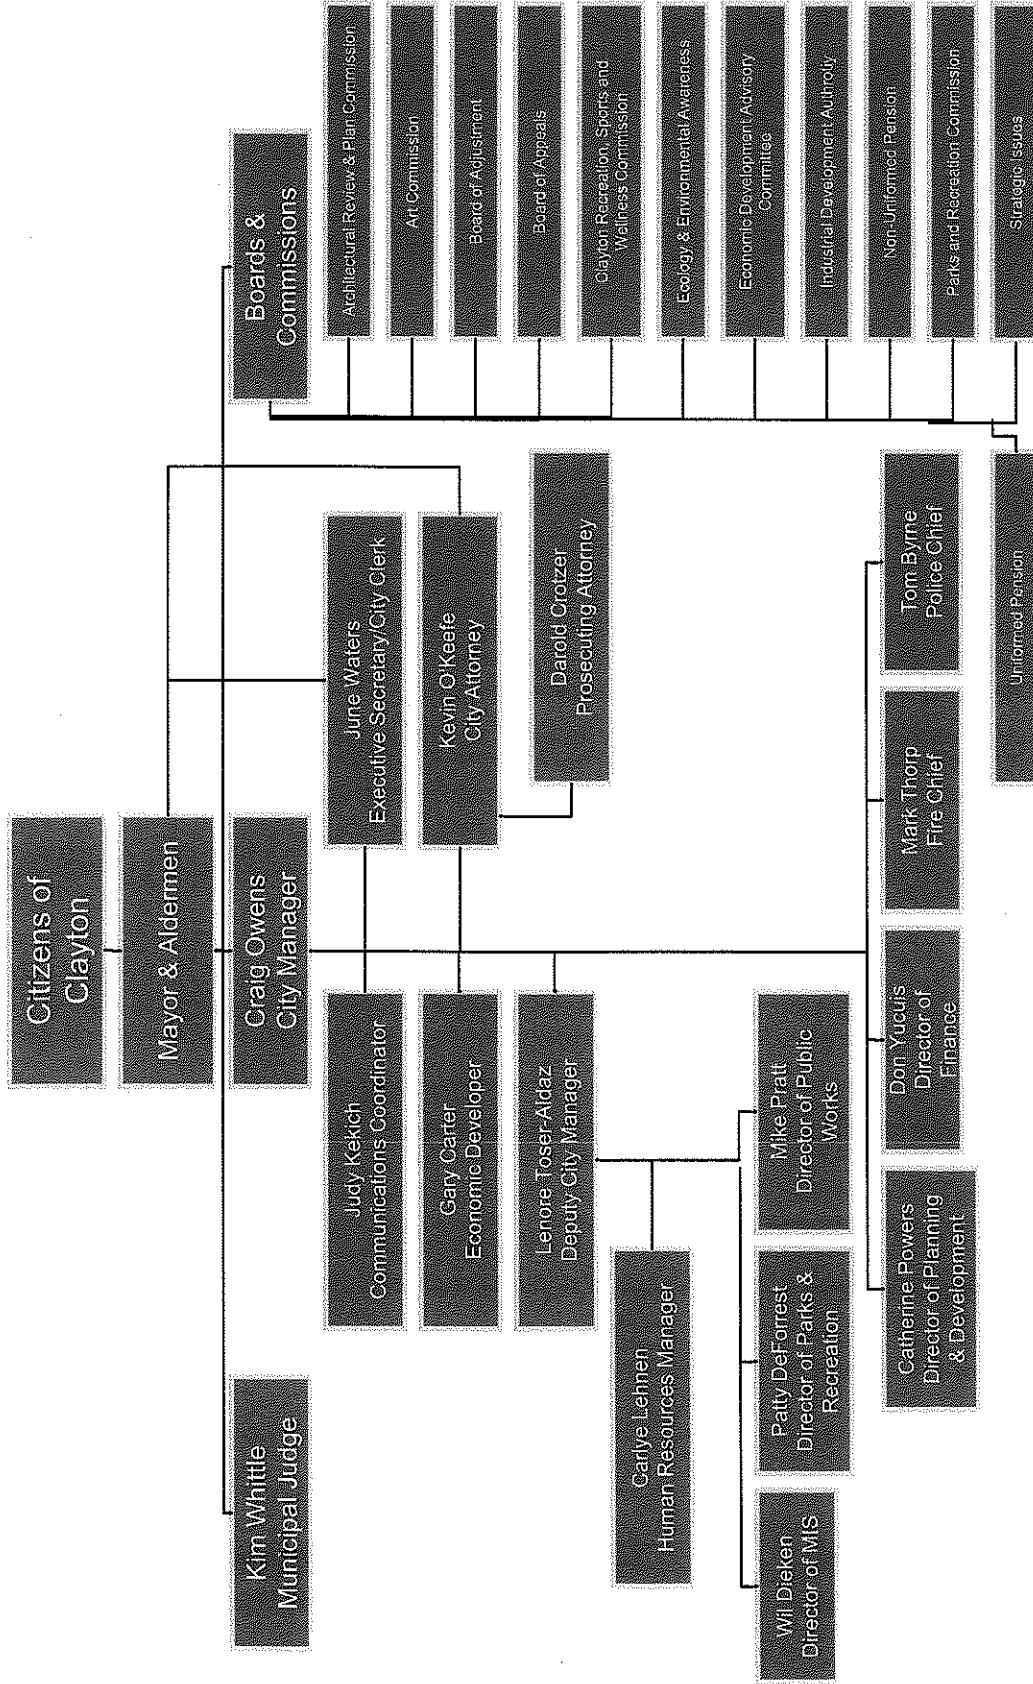 Citizens of
Clayton
Mayor & Aldermen
Kim Whittle
Municipal Judge
Craig Owens
City Manager
Boards &
Commissions
Judy Kekich
Communications Coordinator
June Waters
Executive Secretary/City Clerk
Gary Carter
Economic Developer
Kevin O'Keefe
City Attorney
Lenore Toser-Aldaz
Deputy City Manager
Darold Crotzer
Prosecuting Attorney
Carlye Lehnen
Human Resources Manager
Wil Dieken
Director of MIS
Patty DeForrest
Director of Parks &
Recreation
Mike Pratt
Director of Public
Works
Catherine Powers
Director of Planning
& Development
Don Yucuis
Director of
Finance
Mark Thorp
Fire Chief
Tom Byrne
Police Chief
Architectural Review & Plan Commission
Art Commission
Board of Adjustment
Board of Appeals
Clayton Recreation, Sports and
Wellness Commission
Ecology & Environmental Awareness
Economic Development Advisory
Committee
Industrial Development Authroity
Non-Uniformed Pension
Parks and Recreation Commission
Strategic Issues
Uniformed Pension